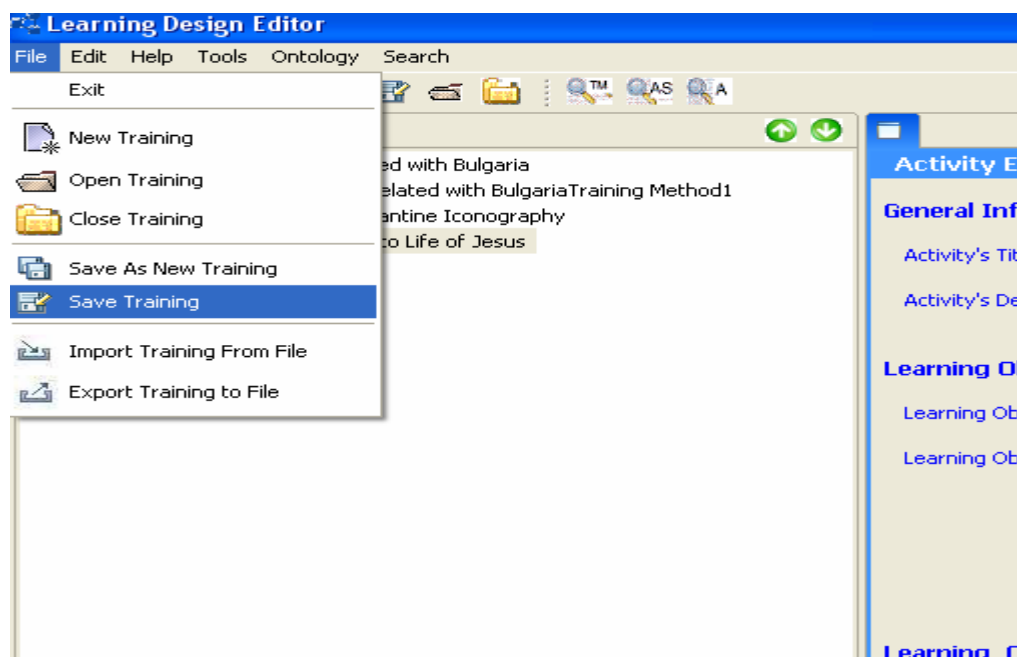 Learning Design Editor
File Edit Help Tools Ontology Search
Exit
TM AS A
New Training
Open Training
Close Training
Save As New Training
Save Training
Import Training From File
Export Training to File
ed with Bulgaria
elated with BulgariaTraining Method1
antine Iconography
to Life of Jesus
Activity E
General Inf
Activity's Tit
Activity's De
Learning O
Learning Ob
Learning Ob
Learning